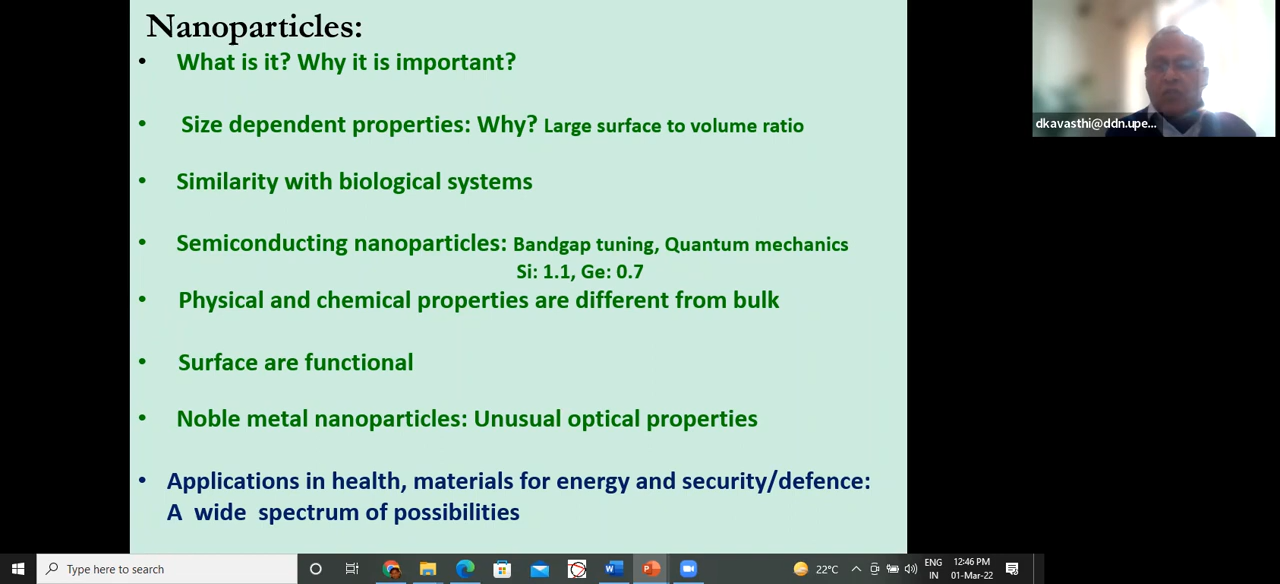 Nanoparticles:
• What is it? Why it is important?
• Size dependent properties: Why? Large surface to volume ratio
• Similarity with biological systems
• Semiconducting nanoparticles: Bandgap tuning, Quantum mechanics
Si: 1.1, Ge: 0.7
• Physical and chemical properties are different from bulk
• Surface are functional
• Noble metal nanoparticles: Unusual optical properties
• Applications in health, materials for energy and security/defence:
A wide spectrum of possibilities
dkavasthi@ddn.upe...
Type here to search
22°C
ENG
IN
12:46 PM
01-Mar-22